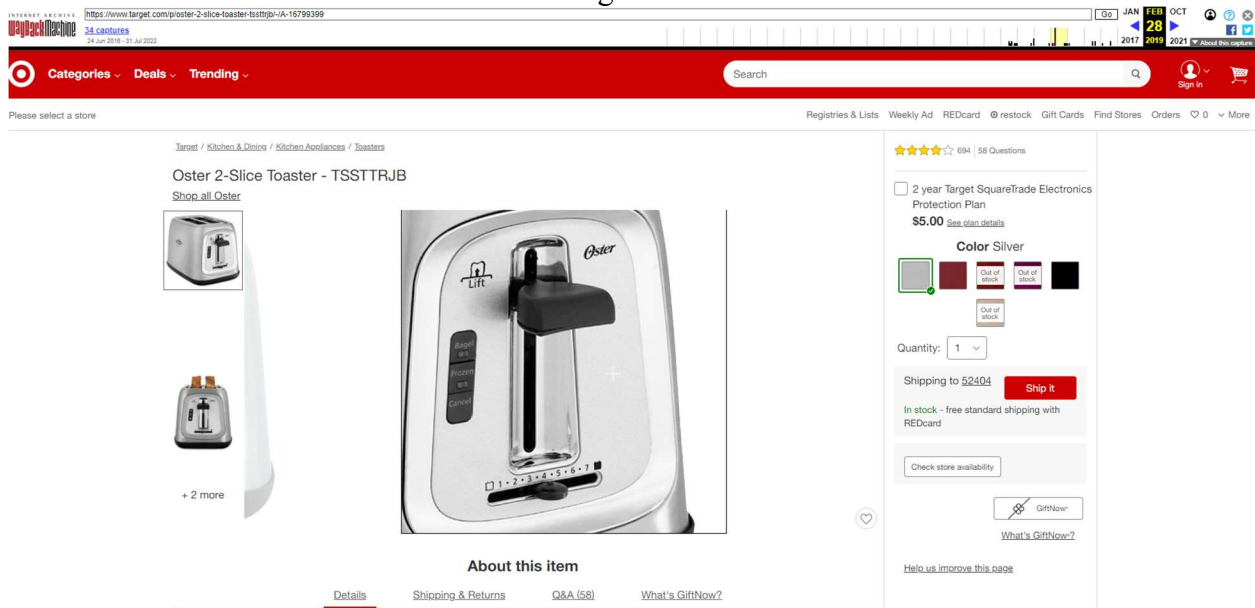 INTERNET ARCHIVE
WayBackMachine
https://www.target.com/p/oster-2-slice-toaster-tssttrjb/-/A-16799399
Go
JAN FEB OCT
34 captures
28
24 Jun 2016 - 31 Jul 2022
2017 2019 2021
About this capture
Categories Deals Trending
Search
Sign in
Please select a store
Registries & Lists Weekly Ad REDcard restock Gift Cards Find Stores Orders 0 More
Target / Kitchen & Dining / Kitchen Appliances / Toasters
694 58 Questions
Oster 2-Slice Toaster - TSSTTRJB
Shop all Oster
2 year Target SquareTrade Electronics
Protection Plan
$5.00 See plan details
Color Silver
Out of
stock
Out of
stock
Out of
stock
Oster
Lift
Bagel
Frozen
Cancel
1 • 2 • 3 • 4 • 5 • 6 • 7
+ 2 more
Quantity: 1
Shipping to 52404
Ship it
In stock - free standard shipping with
REDcard
Check store availability
GiftNow
What's GiftNow?
Help us improve this page
About this item
Details Shipping & Returns Q&A (58) What's GiftNow?